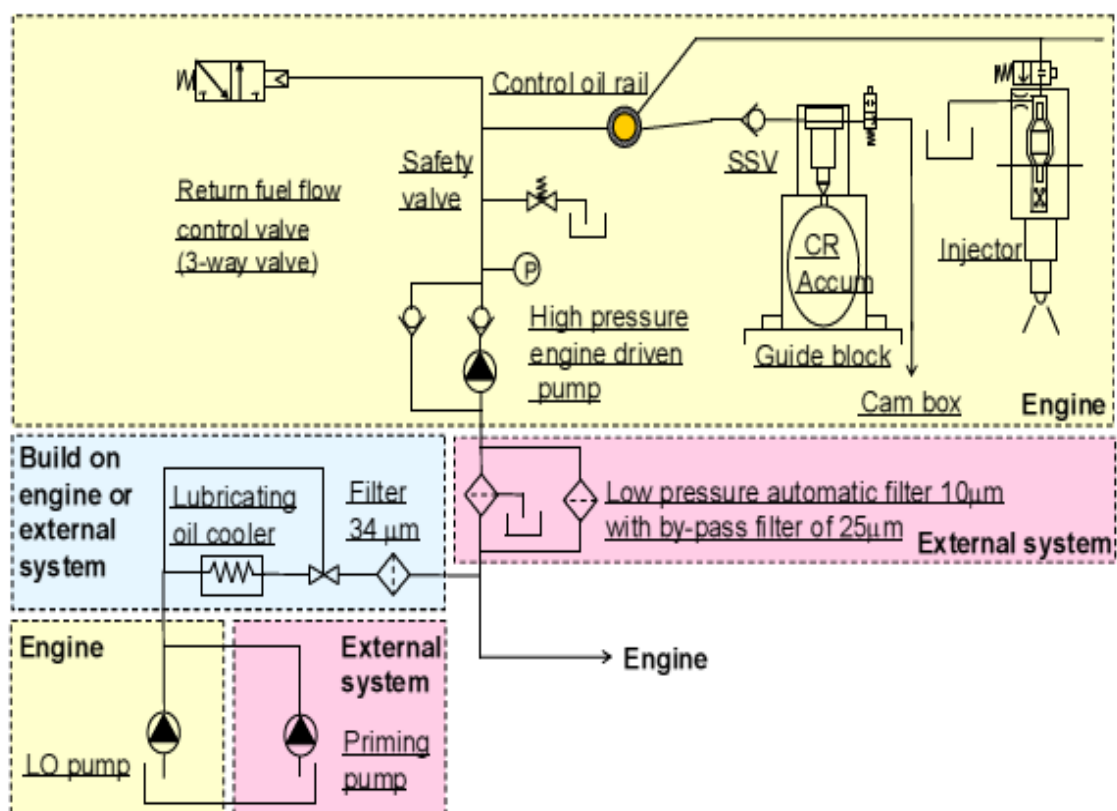 Control oil rail
Safety
valve
SSV
Return fuel flow
control valve
(3-way valve)
P
CR
Accum
Injector
High pressure
engine driven
pump
Guide block
Cam box
Engine
Build on
engine or
external
system
Lubricating
oil cooler
Filter
34 µm
Low pressure automatic filter 10µm
with by-pass filter of 25µm
External system
Engine
External
system
Engine
LO pump
Priming
pump